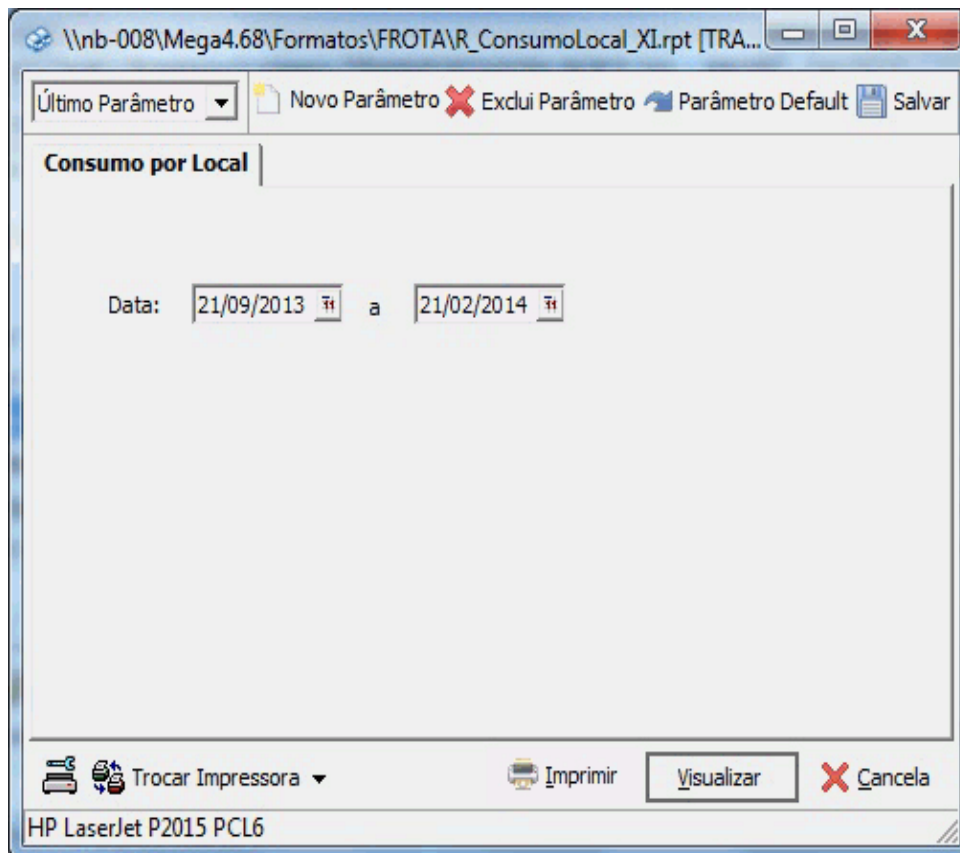 \\nb-008\Mega4.68\Formatos\FROTA\R_ConsumoLocal_XI.rpt [TRA...
Último Parâmetro Novo Parâmetro Exclui Parâmetro Parâmetro Default Salvar
Consumo por Local
Data: 21/09/2013 a 21/02/2014
Trocar Impressora Imprimir Visualizar Cancela
HP LaserJet P2015 PCL6